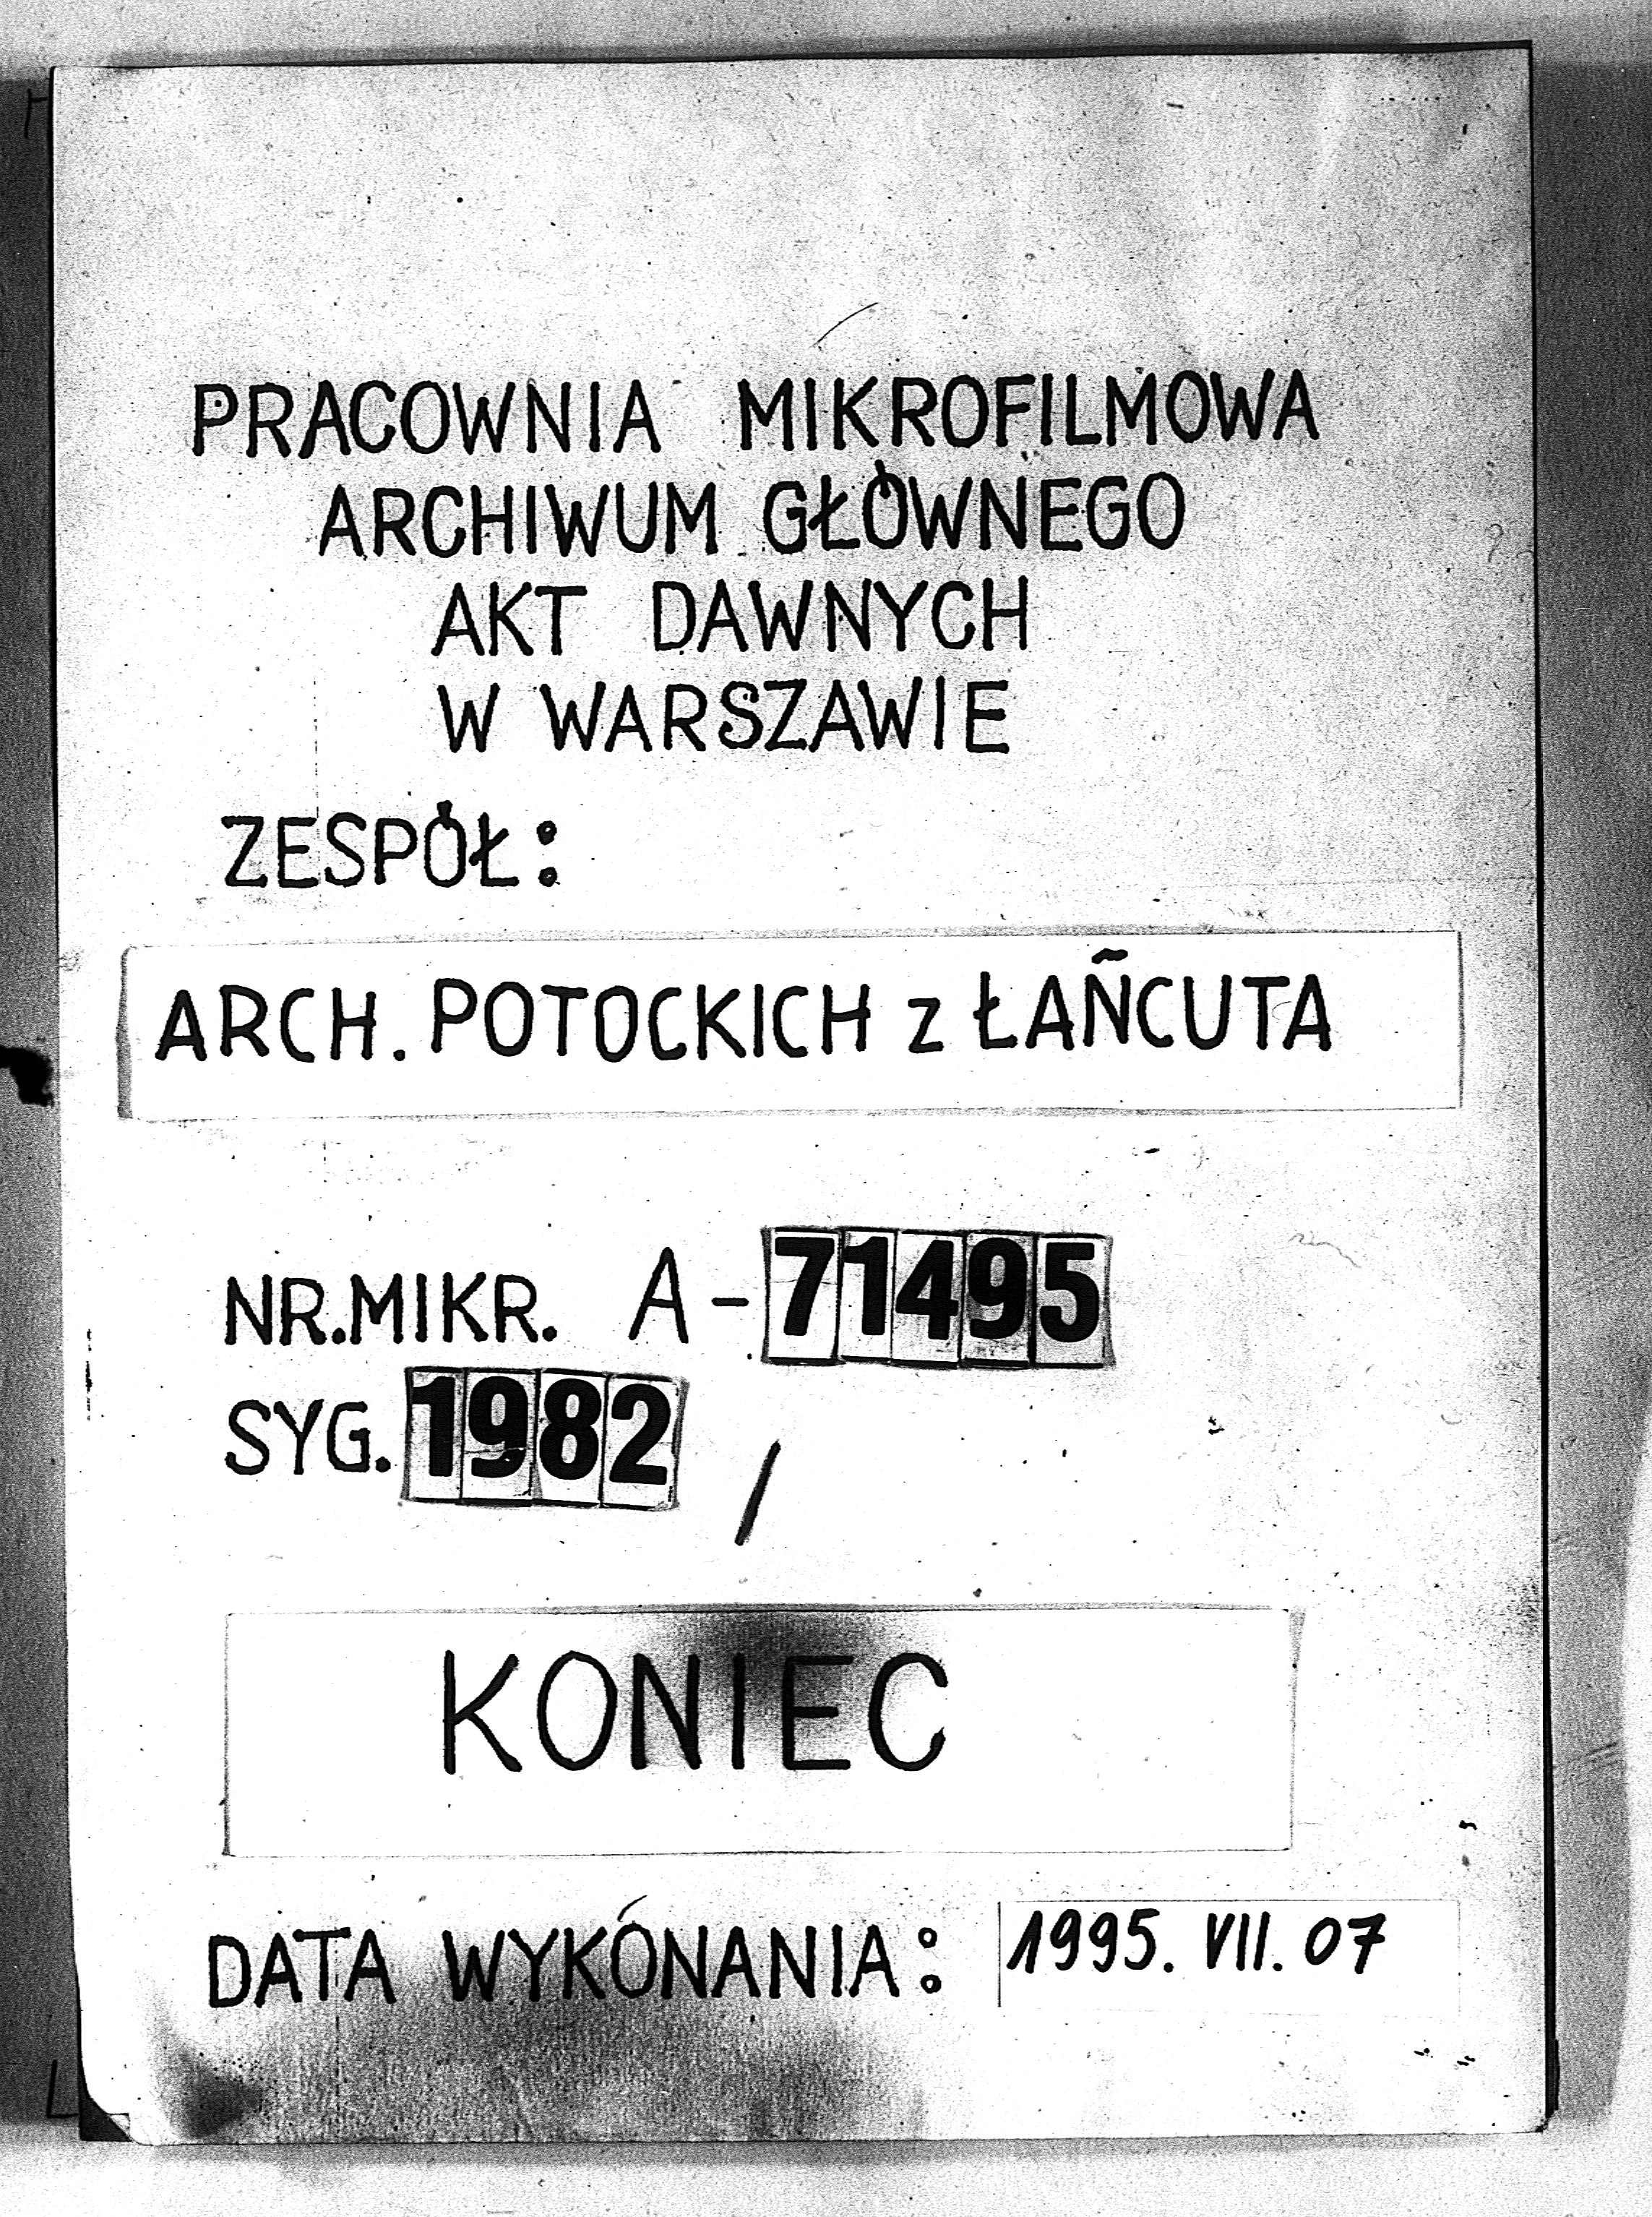 PRACOWNIA MIKROFILMOWA
ARCHIWUM GŁÓWNEGO
AKT DAWNYCH
W WARSZAWIE
ZESPÓŁ:
ARCH. POTOCKICH z ŁAŃCUTA
NR.MIKR. A-71495
SYG. 1982 /
KONIEC
DATA WYKONANIA: 1995. VII. 07